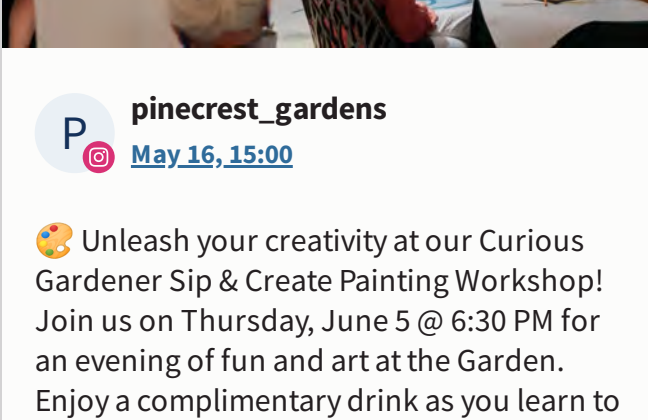 P
pinecrest_gardens
May 16, 15:00
🎨 Unleash your creativity at our Curious
Gardener Sip & Create Painting Workshop!
Join us on Thursday, June 5 @ 6:30 PM for
an evening of fun and art at the Garden.
Enjoy a complimentary drink as you learn to